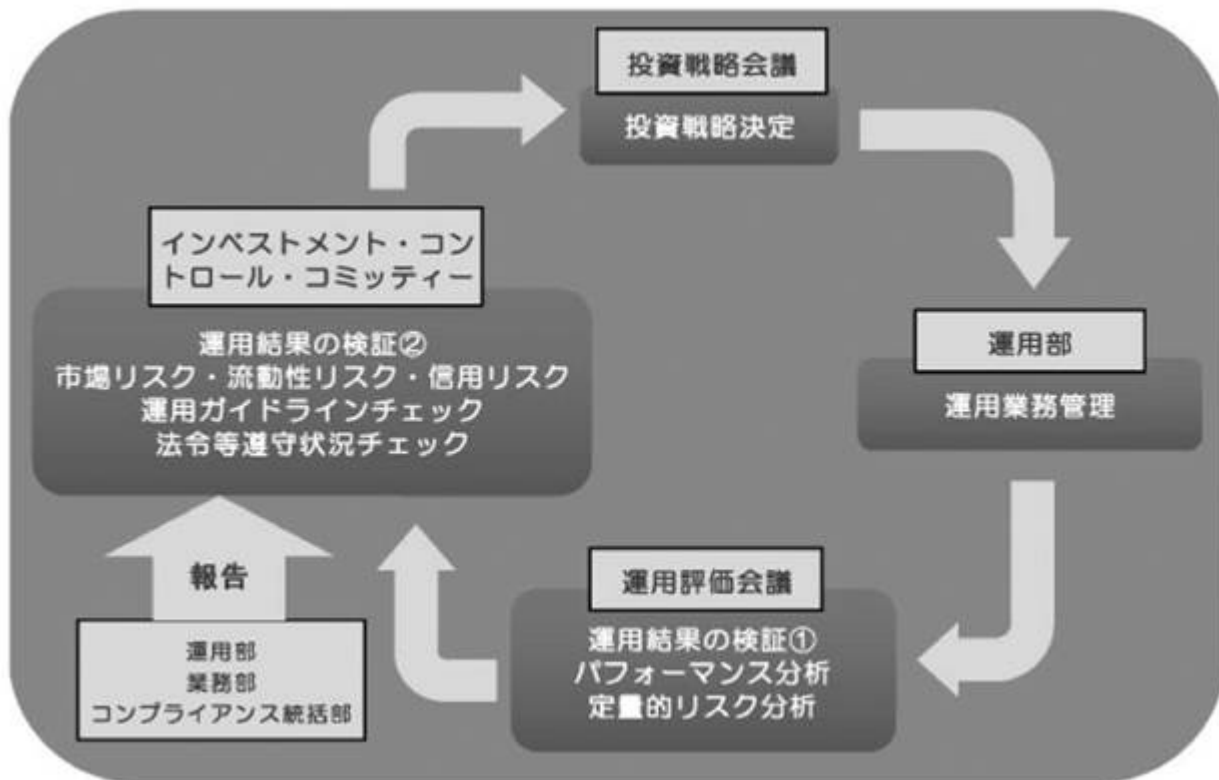 投資戦略会議
投資戦略決定
インベストメント・コン
トロール・コミッティー
運用結果の検証②
市場リスク・流動性リスク・信用リスク
運用ガイドラインチェック
法令等遵守状況チェック
運用部
運用業務管理
運用評価会議
運用結果の検証①
パフォーマンス分析
定量的リスク分析
報告
運用部
業務部
コンプライアンス統括部